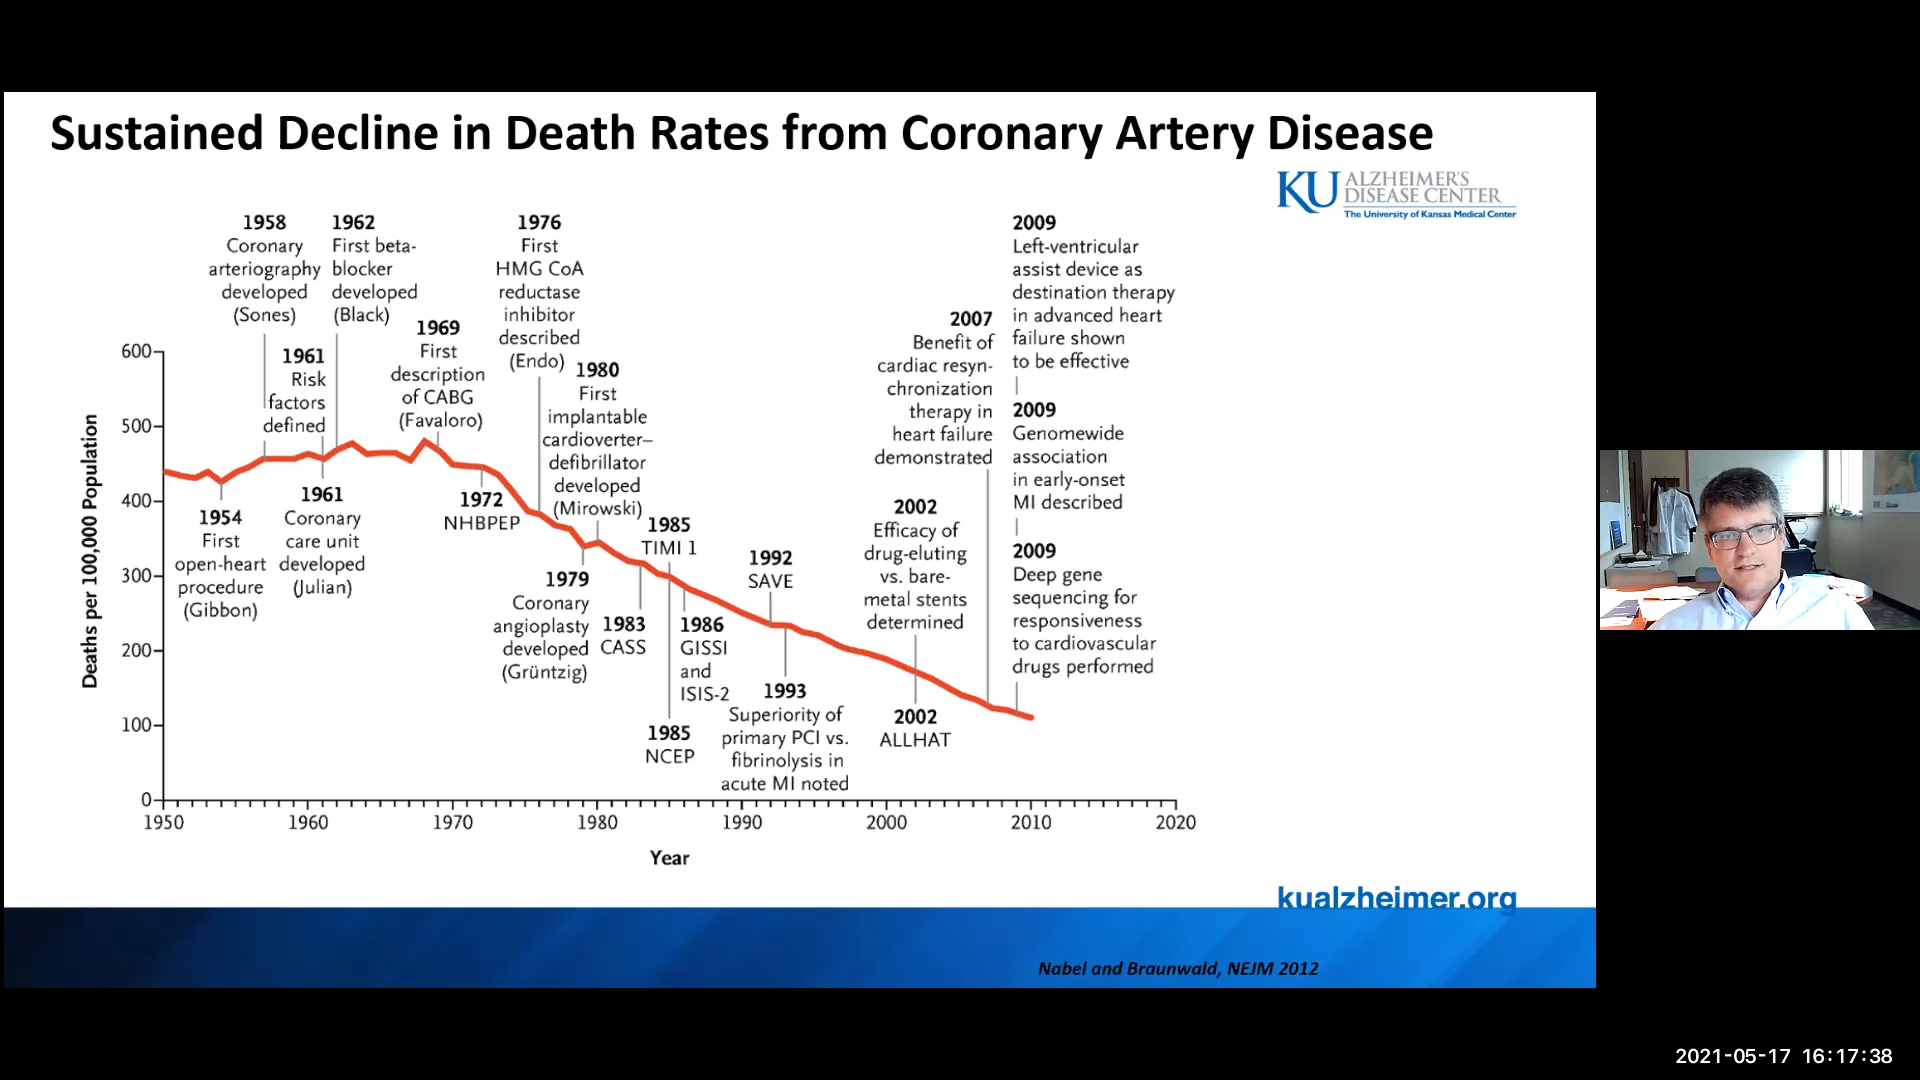 Sustained Decline in Death Rates from Coronary Artery Disease
KU ALZHEIMER'S
DISEASE CENTER
The University of Kansas Medical Center
1958
Coronary
arteriography
developed
(Sones)
1962
First beta-
blocker
developed
(Black)
1976
First
HMG CoA
reductase
inhibitor
described
(Endo)
2009
Left-ventricular
assist device as
destination therapy
in advanced heart
failure shown
to be effective
1961
Risk
factors
defined
1969
First
description
of CABG
(Favaloro)
1980
First
implantable
cardioverter–
defibrillator
developed
(Mirowski)
2007
Benefit of
cardiac resyn-
chronization
therapy in
heart failure
demonstrated
2009
Genomewide
association
in early-onset
MI described
1954
First
open-heart
procedure
(Gibbon)
1961
Coronary
care unit
developed
(Julian)
1972
NHBPEP
1979
Coronary
angioplasty
developed
(Grüntzig)
1983
CASS
1985
TIMI 1
1985
NCEP
1986
GISSI
and
ISIS-2
1992
SAVE
1993
Superiority of
primary PCI vs.
fibrinolysis in
acute MI noted
2002
Efficacy of
drug-eluting
vs. bare-
metal stents
determined
2002
ALLHAT
2009
Deep gene
sequencing for
responsiveness
to cardiovascular
drugs performed
Deaths per 100,000 Population
600
500
400
300
200
100
0
1950 1960 1970 1980 1990 2000 2010 2020
Year
kualzheimer.org
Nabel and Braunwald, NEJM 2012
2021-05-17 16:17:38